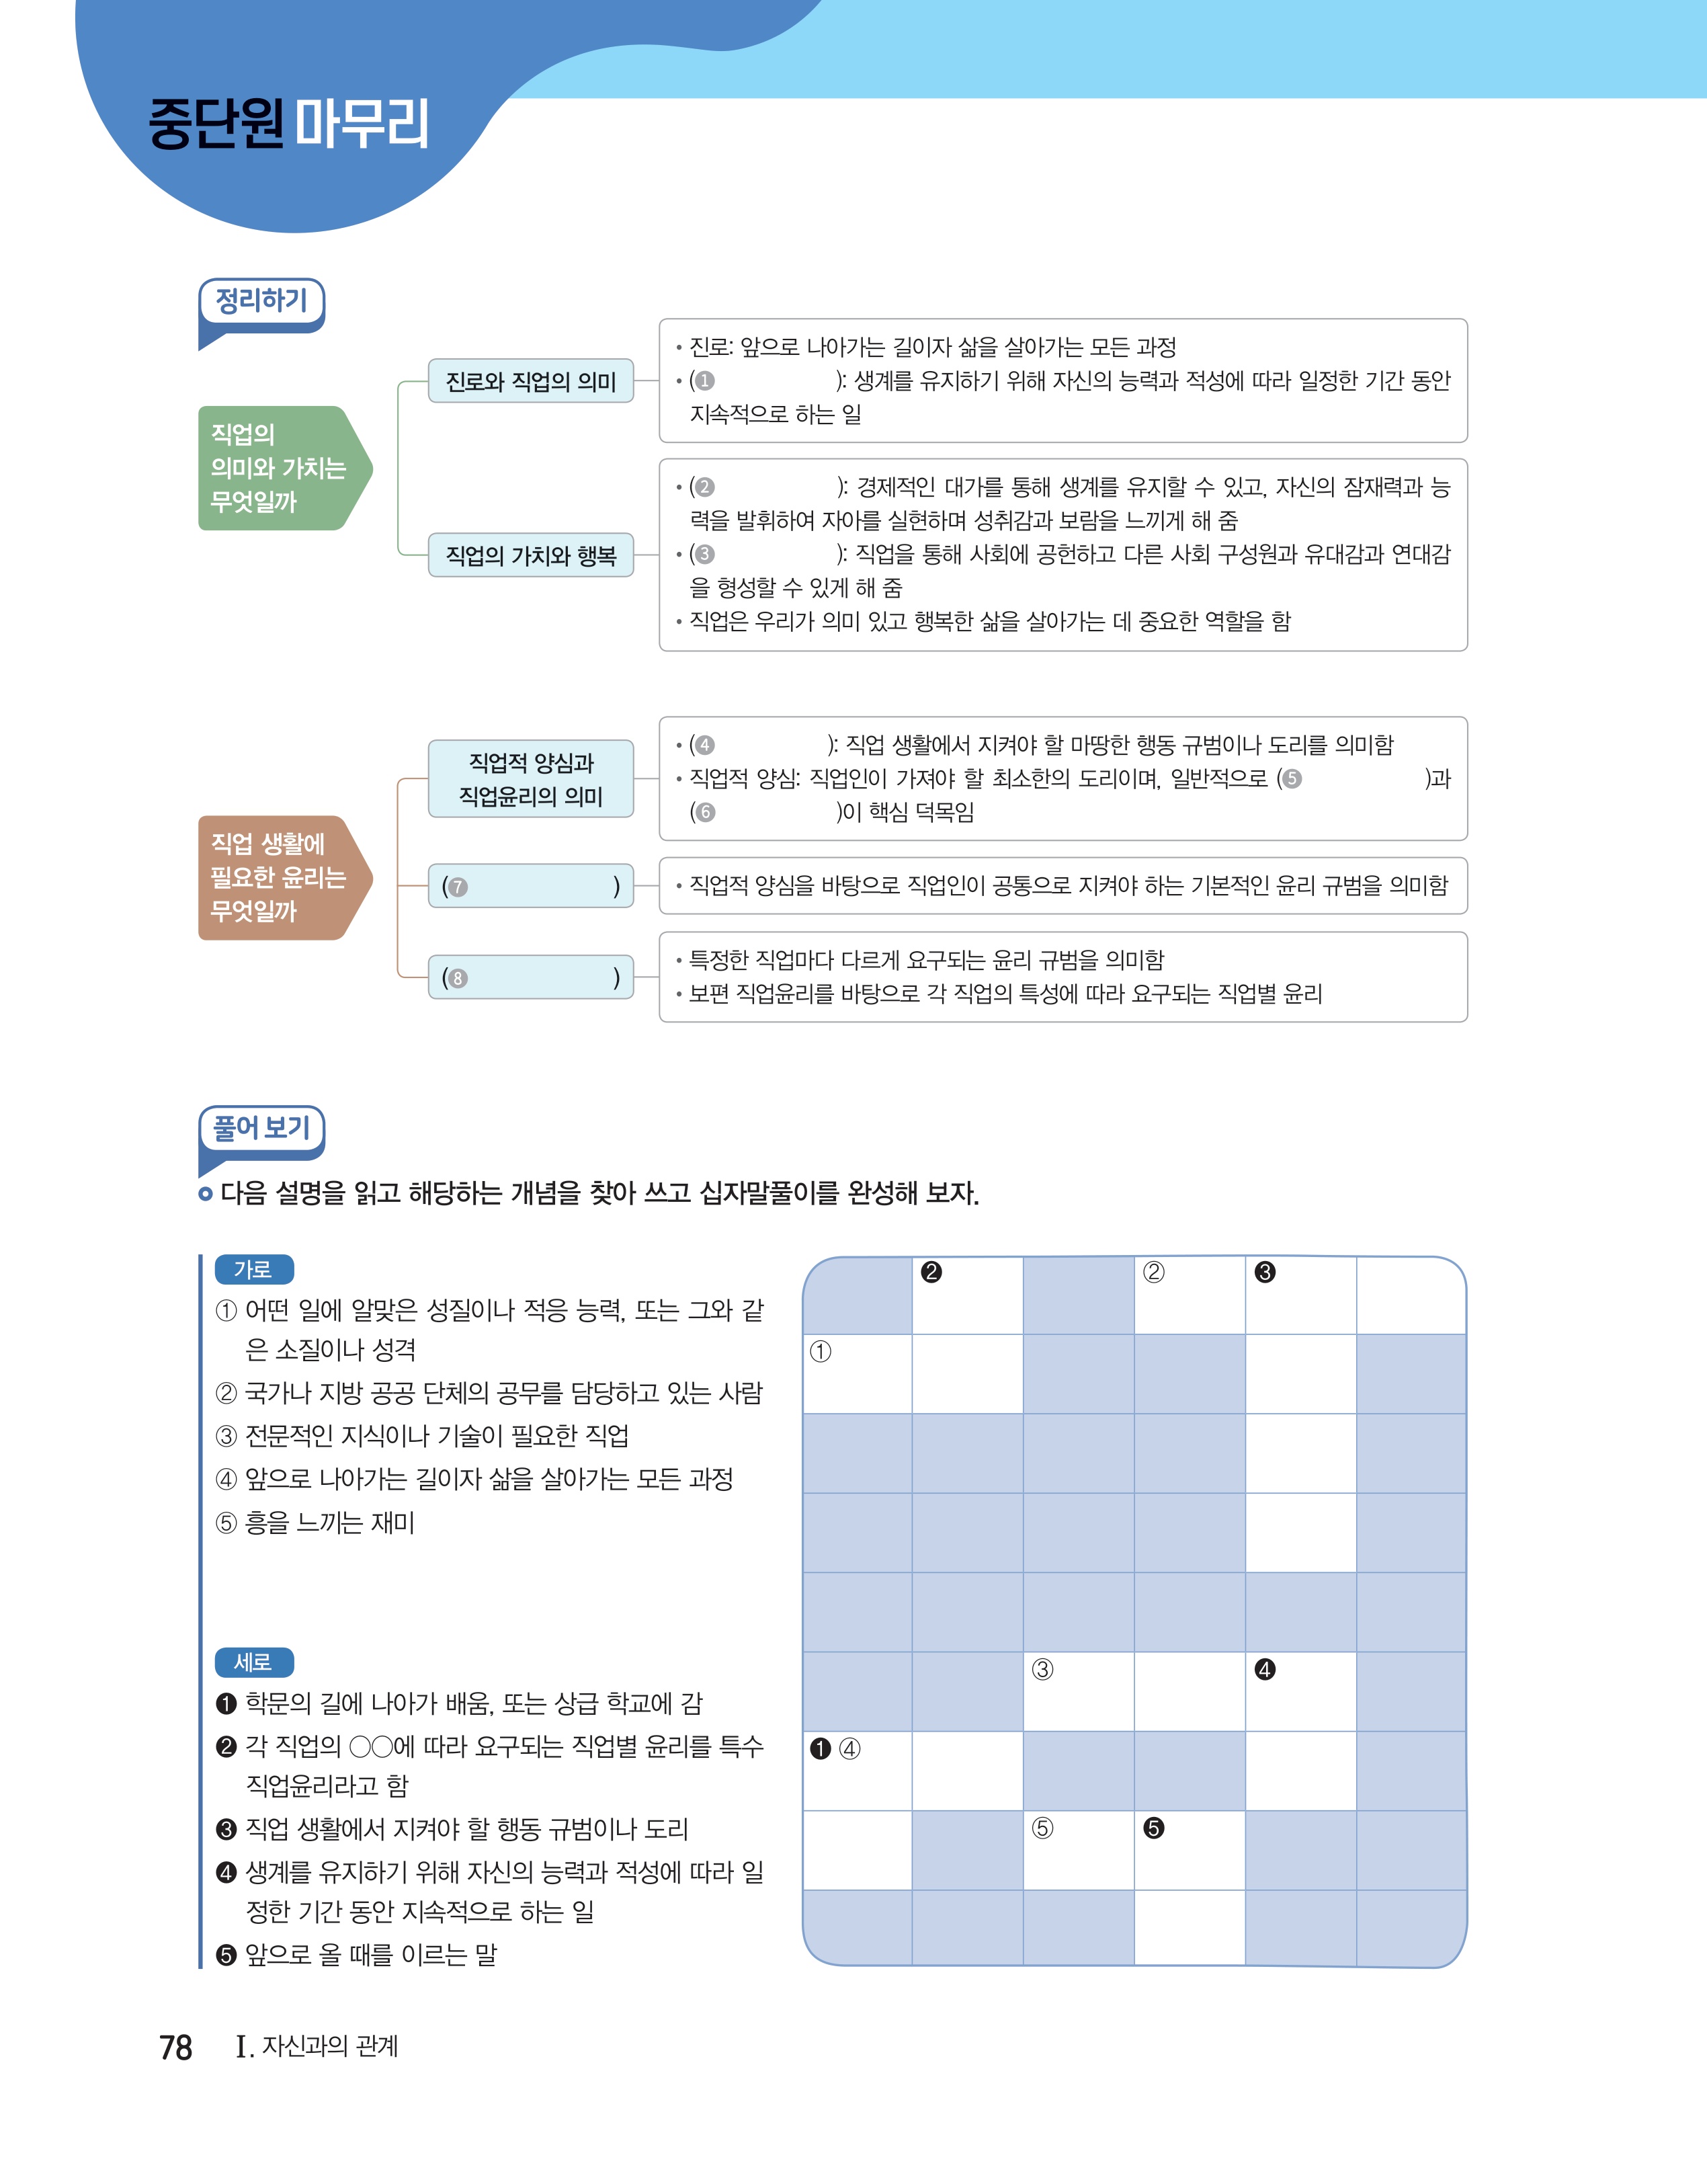 중단원 마무리
정리하기
직업의
의미와 가치는
무엇일까
진로와 직업의 의미
• 진로: 앞으로 나아가는 길이자 삶을 살아가는 모든 과정
• (1 ): 생계를 유지하기 위해 자신의 능력과 적성에 따라 일정한 기간 동안
지속적으로 하는 일
직업의 가치와 행복
• (2 ): 경제적인 대가를 통해 생계를 유지할 수 있고, 자신의 잠재력과 능
력을 발휘하여 자아를 실현하며 성취감과 보람을 느끼게 해 줌
• (3 ): 직업을 통해 사회에 공헌하고 다른 사회 구성원과 유대감과 연대감
을 형성할 수 있게 해 줌
• 직업은 우리가 의미 있고 행복한 삶을 살아가는 데 중요한 역할을 함
직업 생활에
필요한 윤리는
무엇일까
직업적 양심과
직업윤리의 의미
• (4 ): 직업 생활에서 지켜야 할 마땅한 행동 규범이나 도리를 의미함
• 직업적 양심: 직업인이 가져야 할 최소한의 도리이며, 일반적으로 (5 )과
(6 )이 핵심 덕목임
(7 )
• 직업적 양심을 바탕으로 직업인이 공통으로 지켜야 하는 기본적인 윤리 규범을 의미함
(8 )
• 특정한 직업마다 다르게 요구되는 윤리 규범을 의미함
• 보편 직업윤리를 바탕으로 각 직업의 특성에 따라 요구되는 직업별 윤리
풀어 보기
다음 설명을 읽고 해당하는 개념을 찾아 쓰고 십자말풀이를 완성해 보자.
가로
① 어떤 일에 알맞은 성질이나 적응 능력, 또는 그와 같
은 소질이나 성격
② 국가나 지방 공공 단체의 공무를 담당하고 있는 사람
③ 전문적인 지식이나 기술이 필요한 직업
④ 앞으로 나아가는 길이자 삶을 살아가는 모든 과정
⑤ 흥을 느끼는 재미
세로
❶ 학문의 길에 나아가 배움, 또는 상급 학교에 감
❷ 각 직업의 ○○에 따라 요구되는 직업별 윤리를 특수
직업윤리라고 함
❸ 직업 생활에서 지켜야 할 행동 규범이나 도리
❹ 생계를 유지하기 위해 자신의 능력과 적성에 따라 일
정한 기간 동안 지속적으로 하는 일
❺ 앞으로 올 때를 이르는 말
❷ ② ❸
①
③ ❹
❶ ④
⑤ ❺
78 I. 자신과의 관계